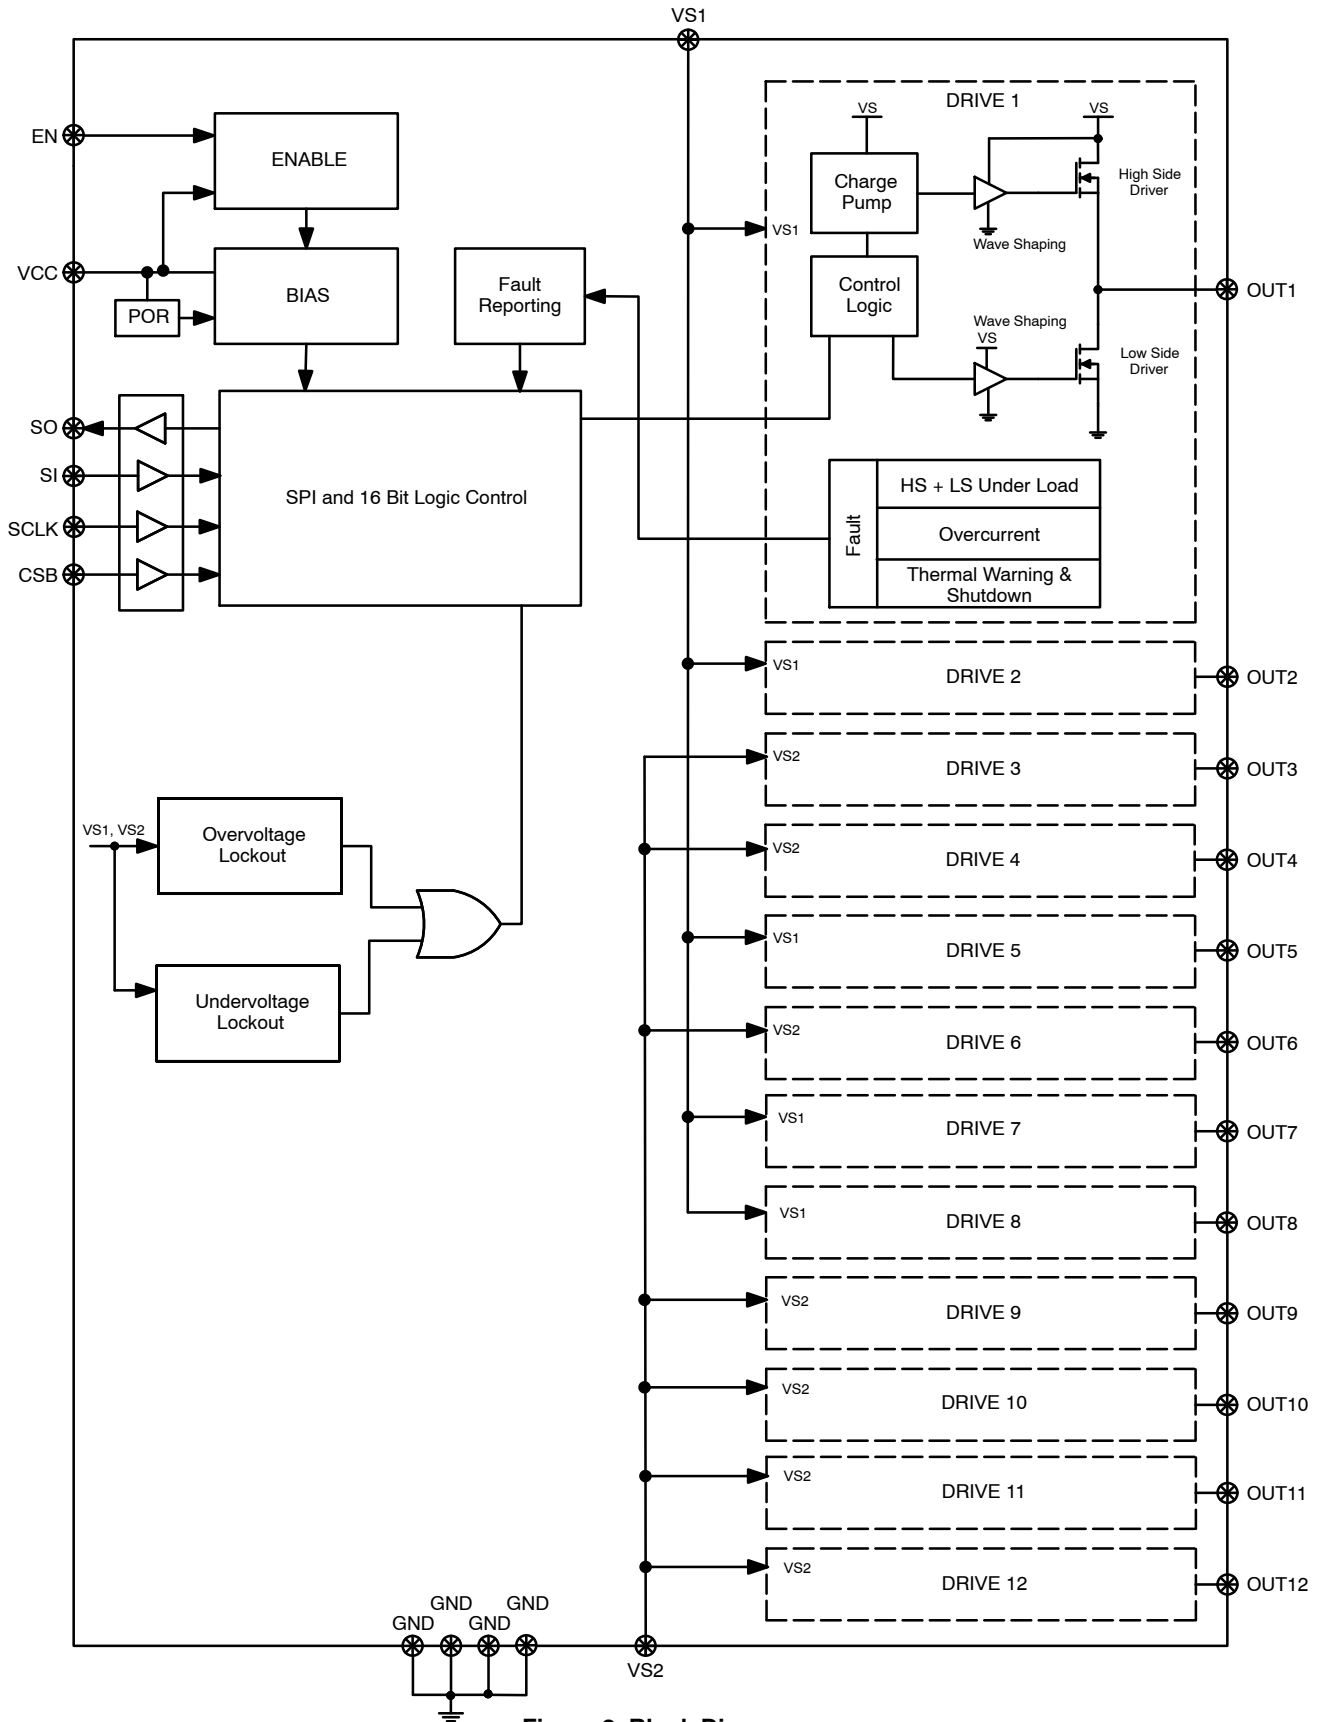 VS1
EN
ENABLE
VCC
BIAS
POR
Fault
Reporting
SO
SI
SCLK
CSB
SPI and 16 Bit Logic Control
VS1, VS2
Overvoltage
Lockout
Undervoltage
Lockout
DRIVE 1
VS
VS
Charge
Pump
High Side
Driver
VS1
Wave Shaping
Control
Logic
OUT1
Wave Shaping
VS
Low Side
Driver
Fault
HS + LS Under Load
Overcurrent
Thermal Warning &
Shutdown
VS1
DRIVE 2
OUT2
VS2
DRIVE 3
OUT3
VS2
DRIVE 4
OUT4
VS1
DRIVE 5
OUT5
VS2
DRIVE 6
OUT6
VS1
DRIVE 7
OUT7
VS1
DRIVE 8
OUT8
VS2
DRIVE 9
OUT9
VS2
DRIVE 10
OUT10
VS2
DRIVE 11
OUT11
VS2
DRIVE 12
OUT12
GND
GND
GND
GND
VS2